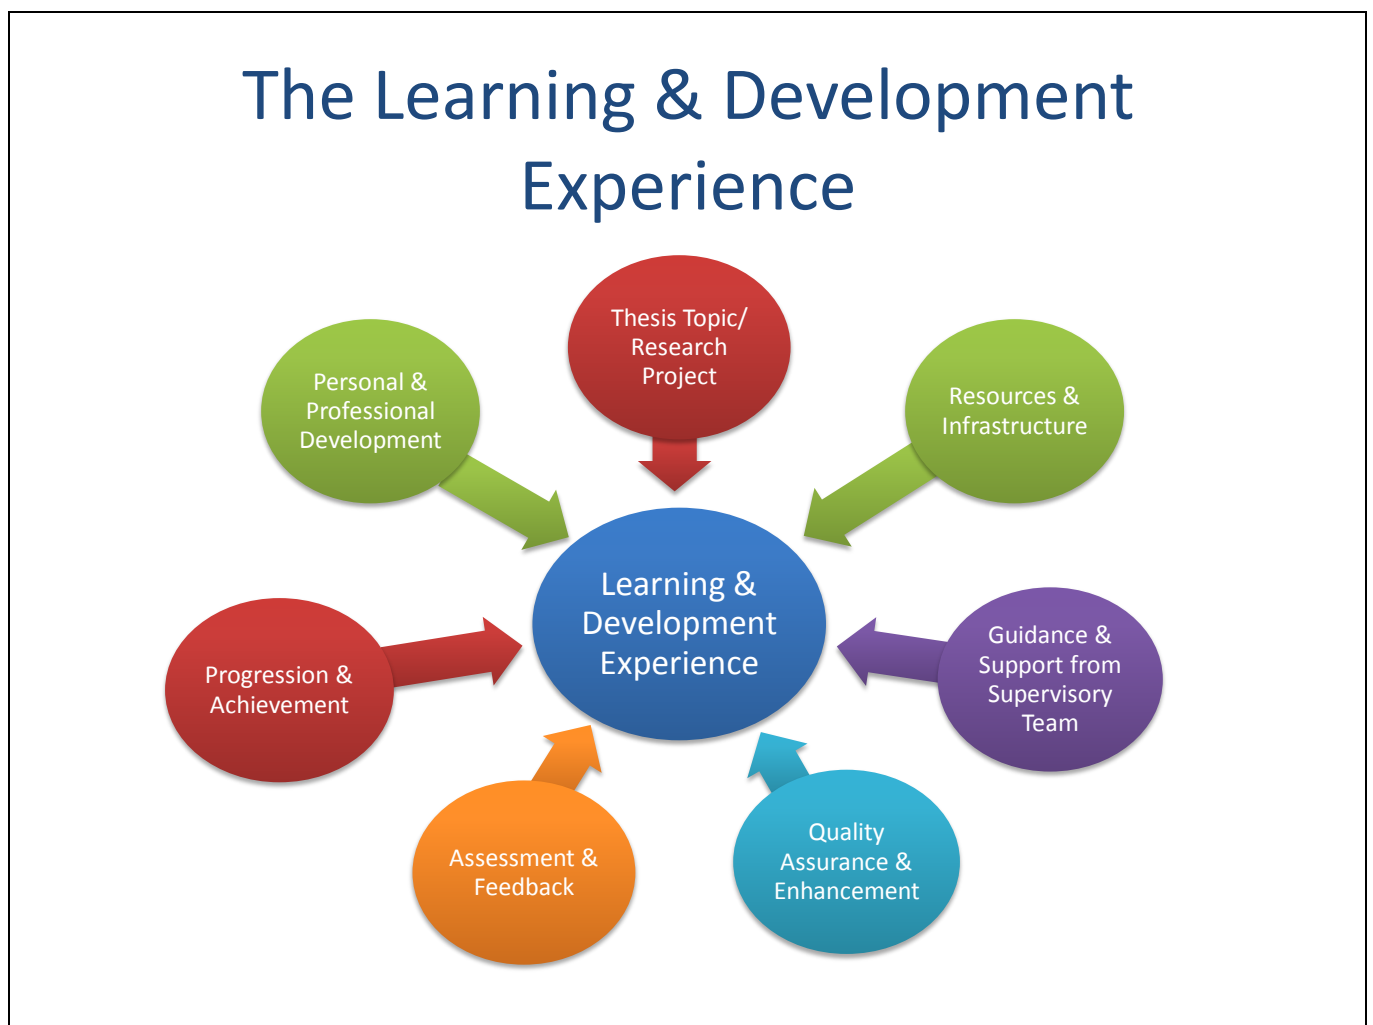 The Learning & Development
Experience
Thesis Topic/
Research
Project
Personal &
Professional
Development
Resources &
Infrastructure
Learning &
Development
Experience
Guidance &
Support from
Supervisory
Team
Progression &
Achievement
Quality
Assurance &
Enhancement
Assessment &
Feedback